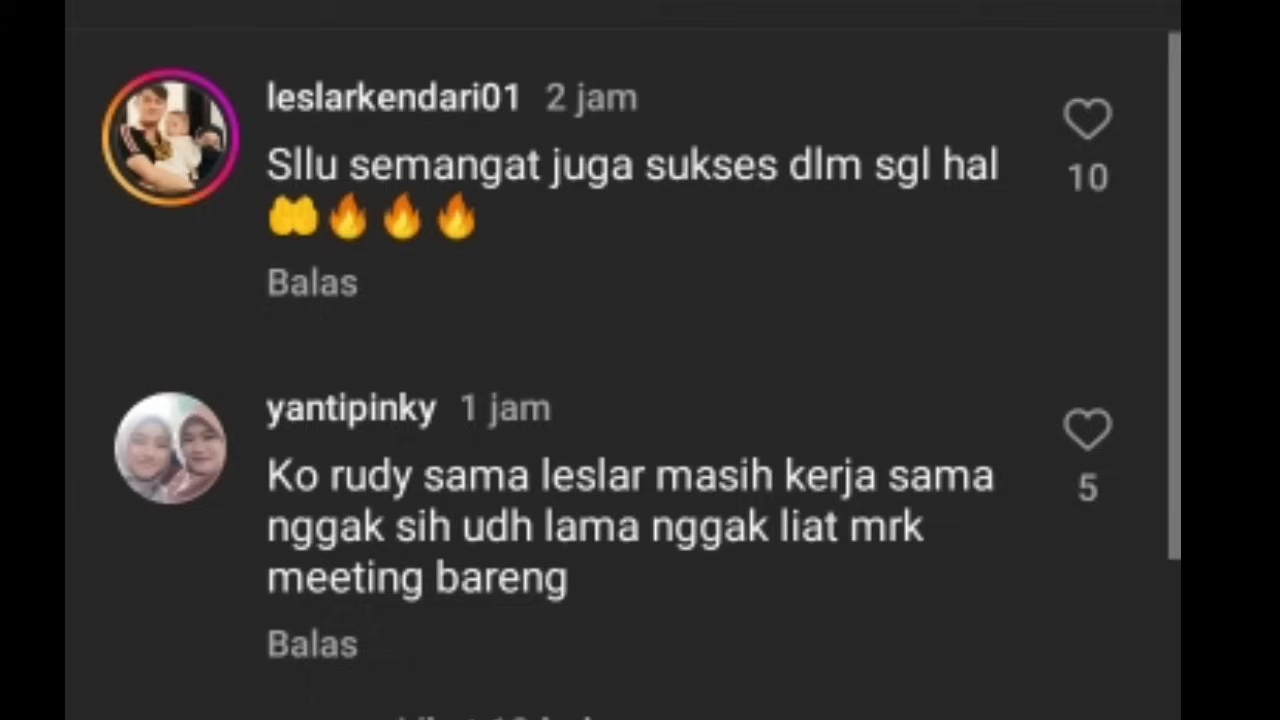 leslarkendari01 2 jam
Sllu semangat juga sukses dlm sgl hal
🤲🔥🔥🔥
10
Balas
yantipinky 1 jam
Ko rudy sama leslar masih kerja sama
nggak sih udh lama nggak liat mrk
meeting bareng
5
Balas